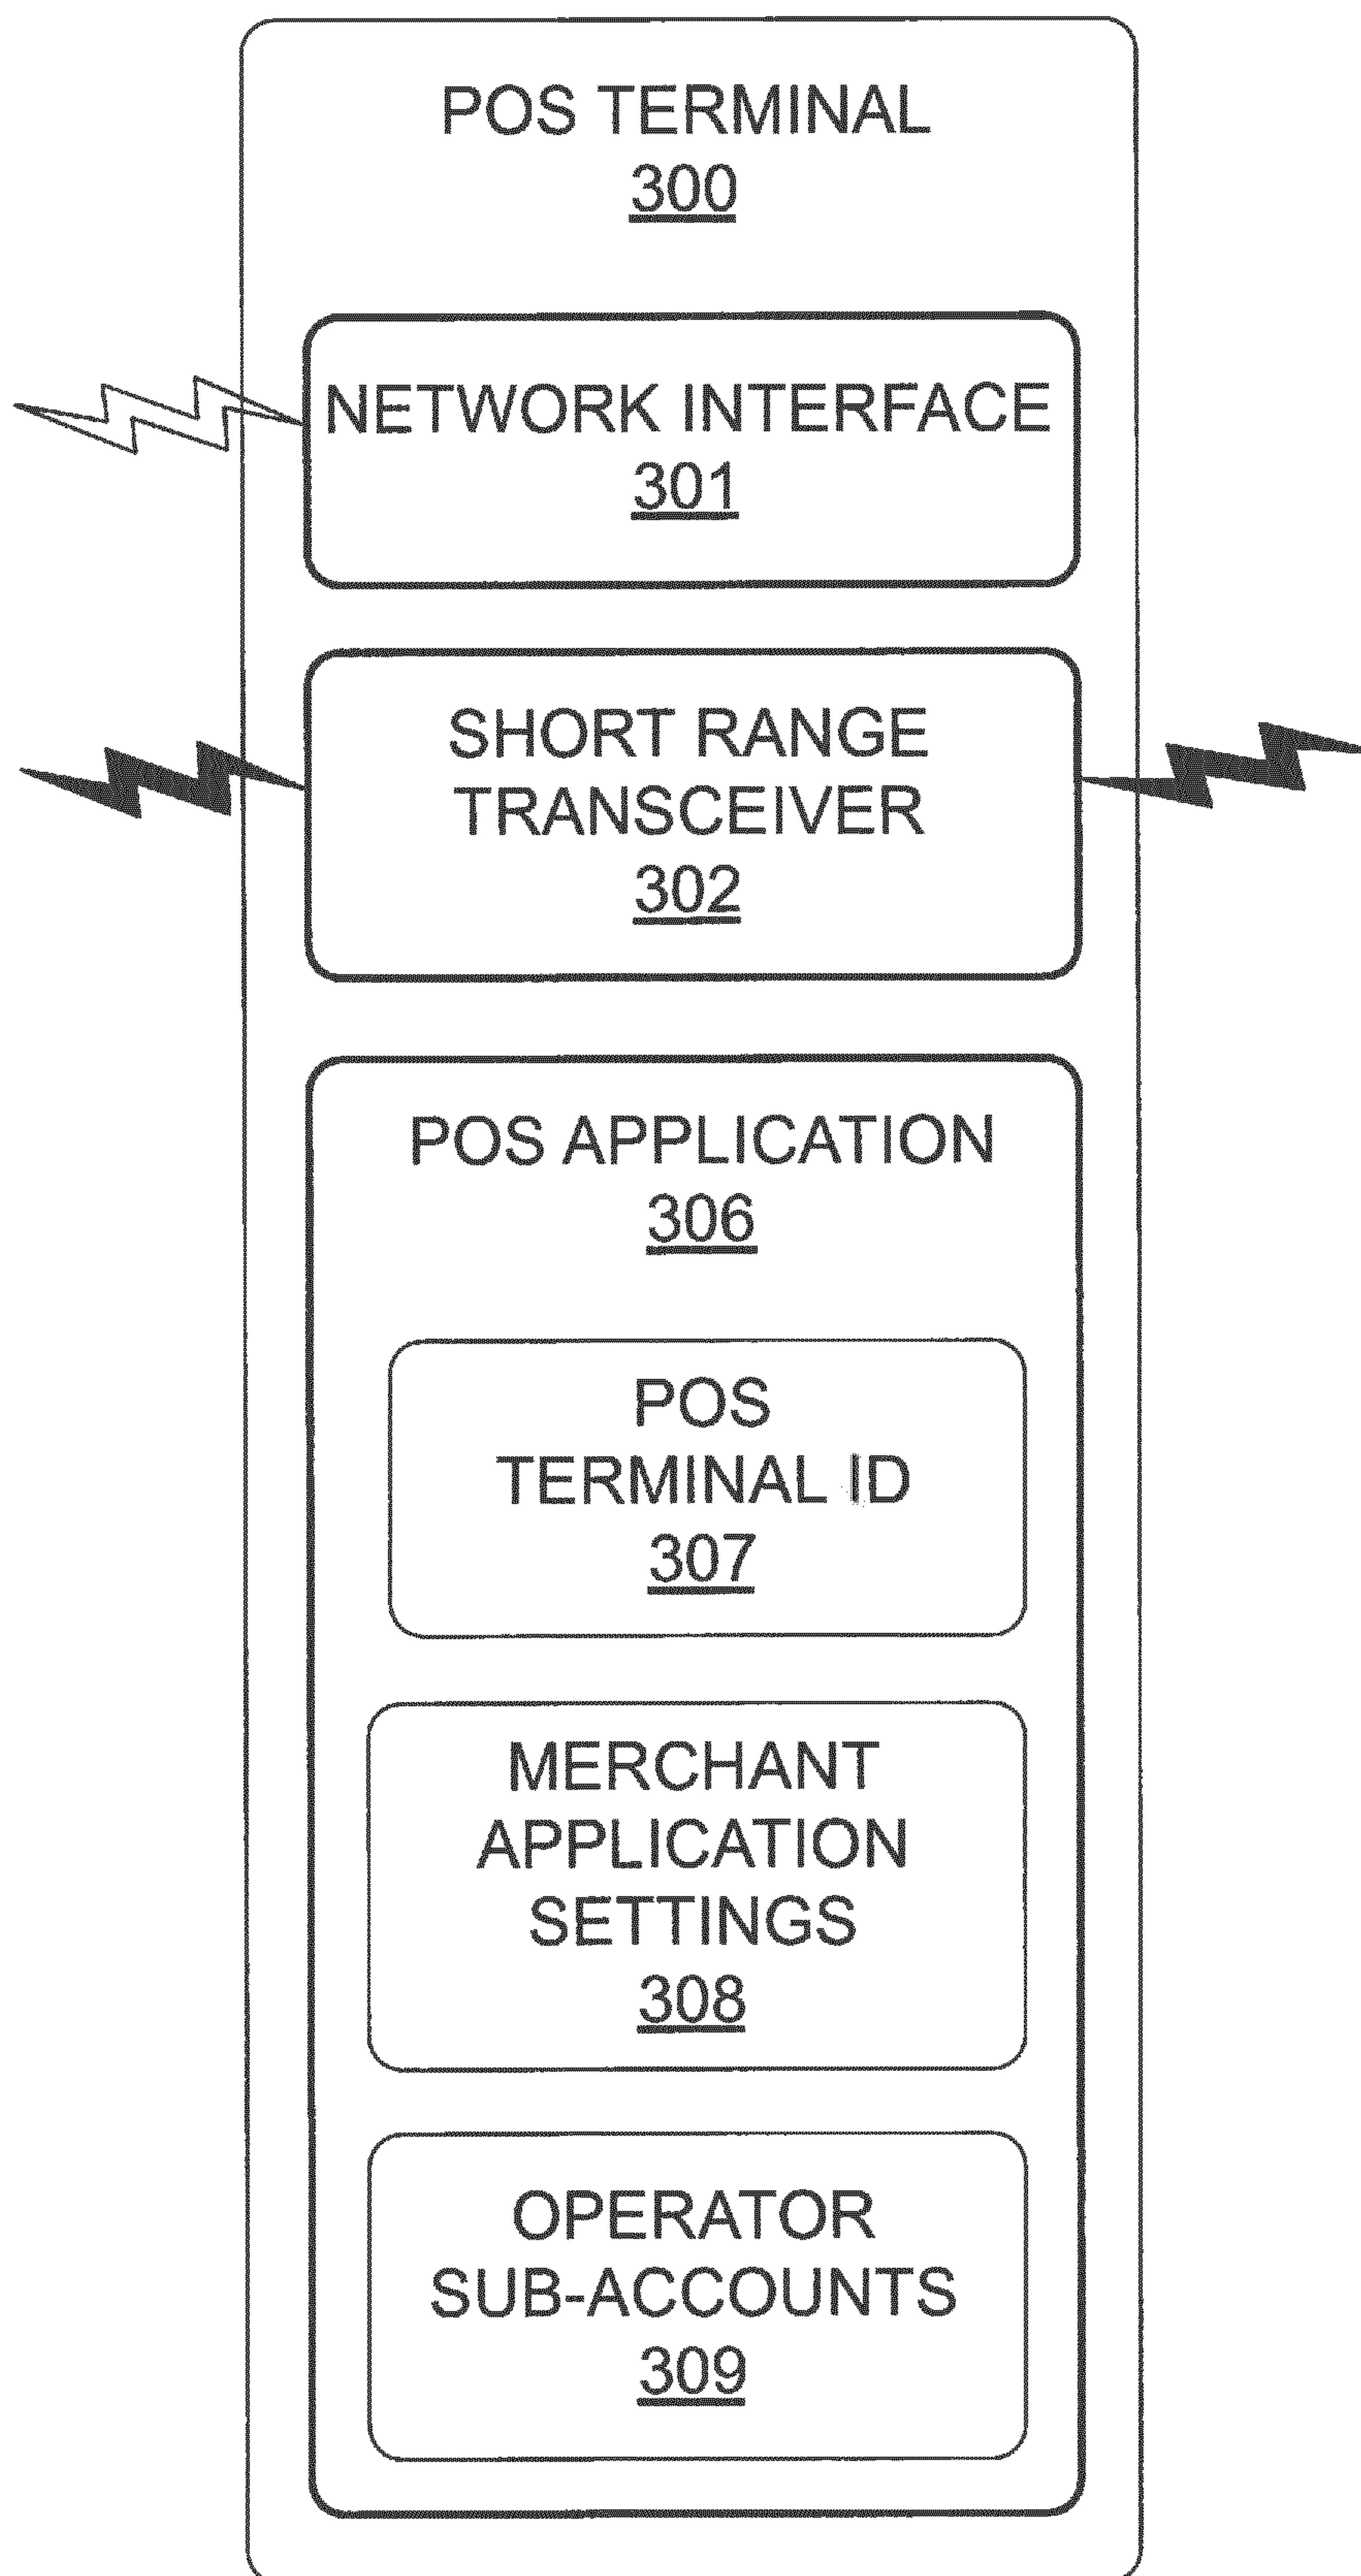 POS TERMINAL
300
NETWORK INTERFACE
301
SHORT RANGE
TRANSCEIVER
302
POS APPLICATION
306
POS
TERMINAL ID
307
MERCHANT
APPLICATION
SETTINGS
308
OPERATOR
SUB-ACCOUNTS
309